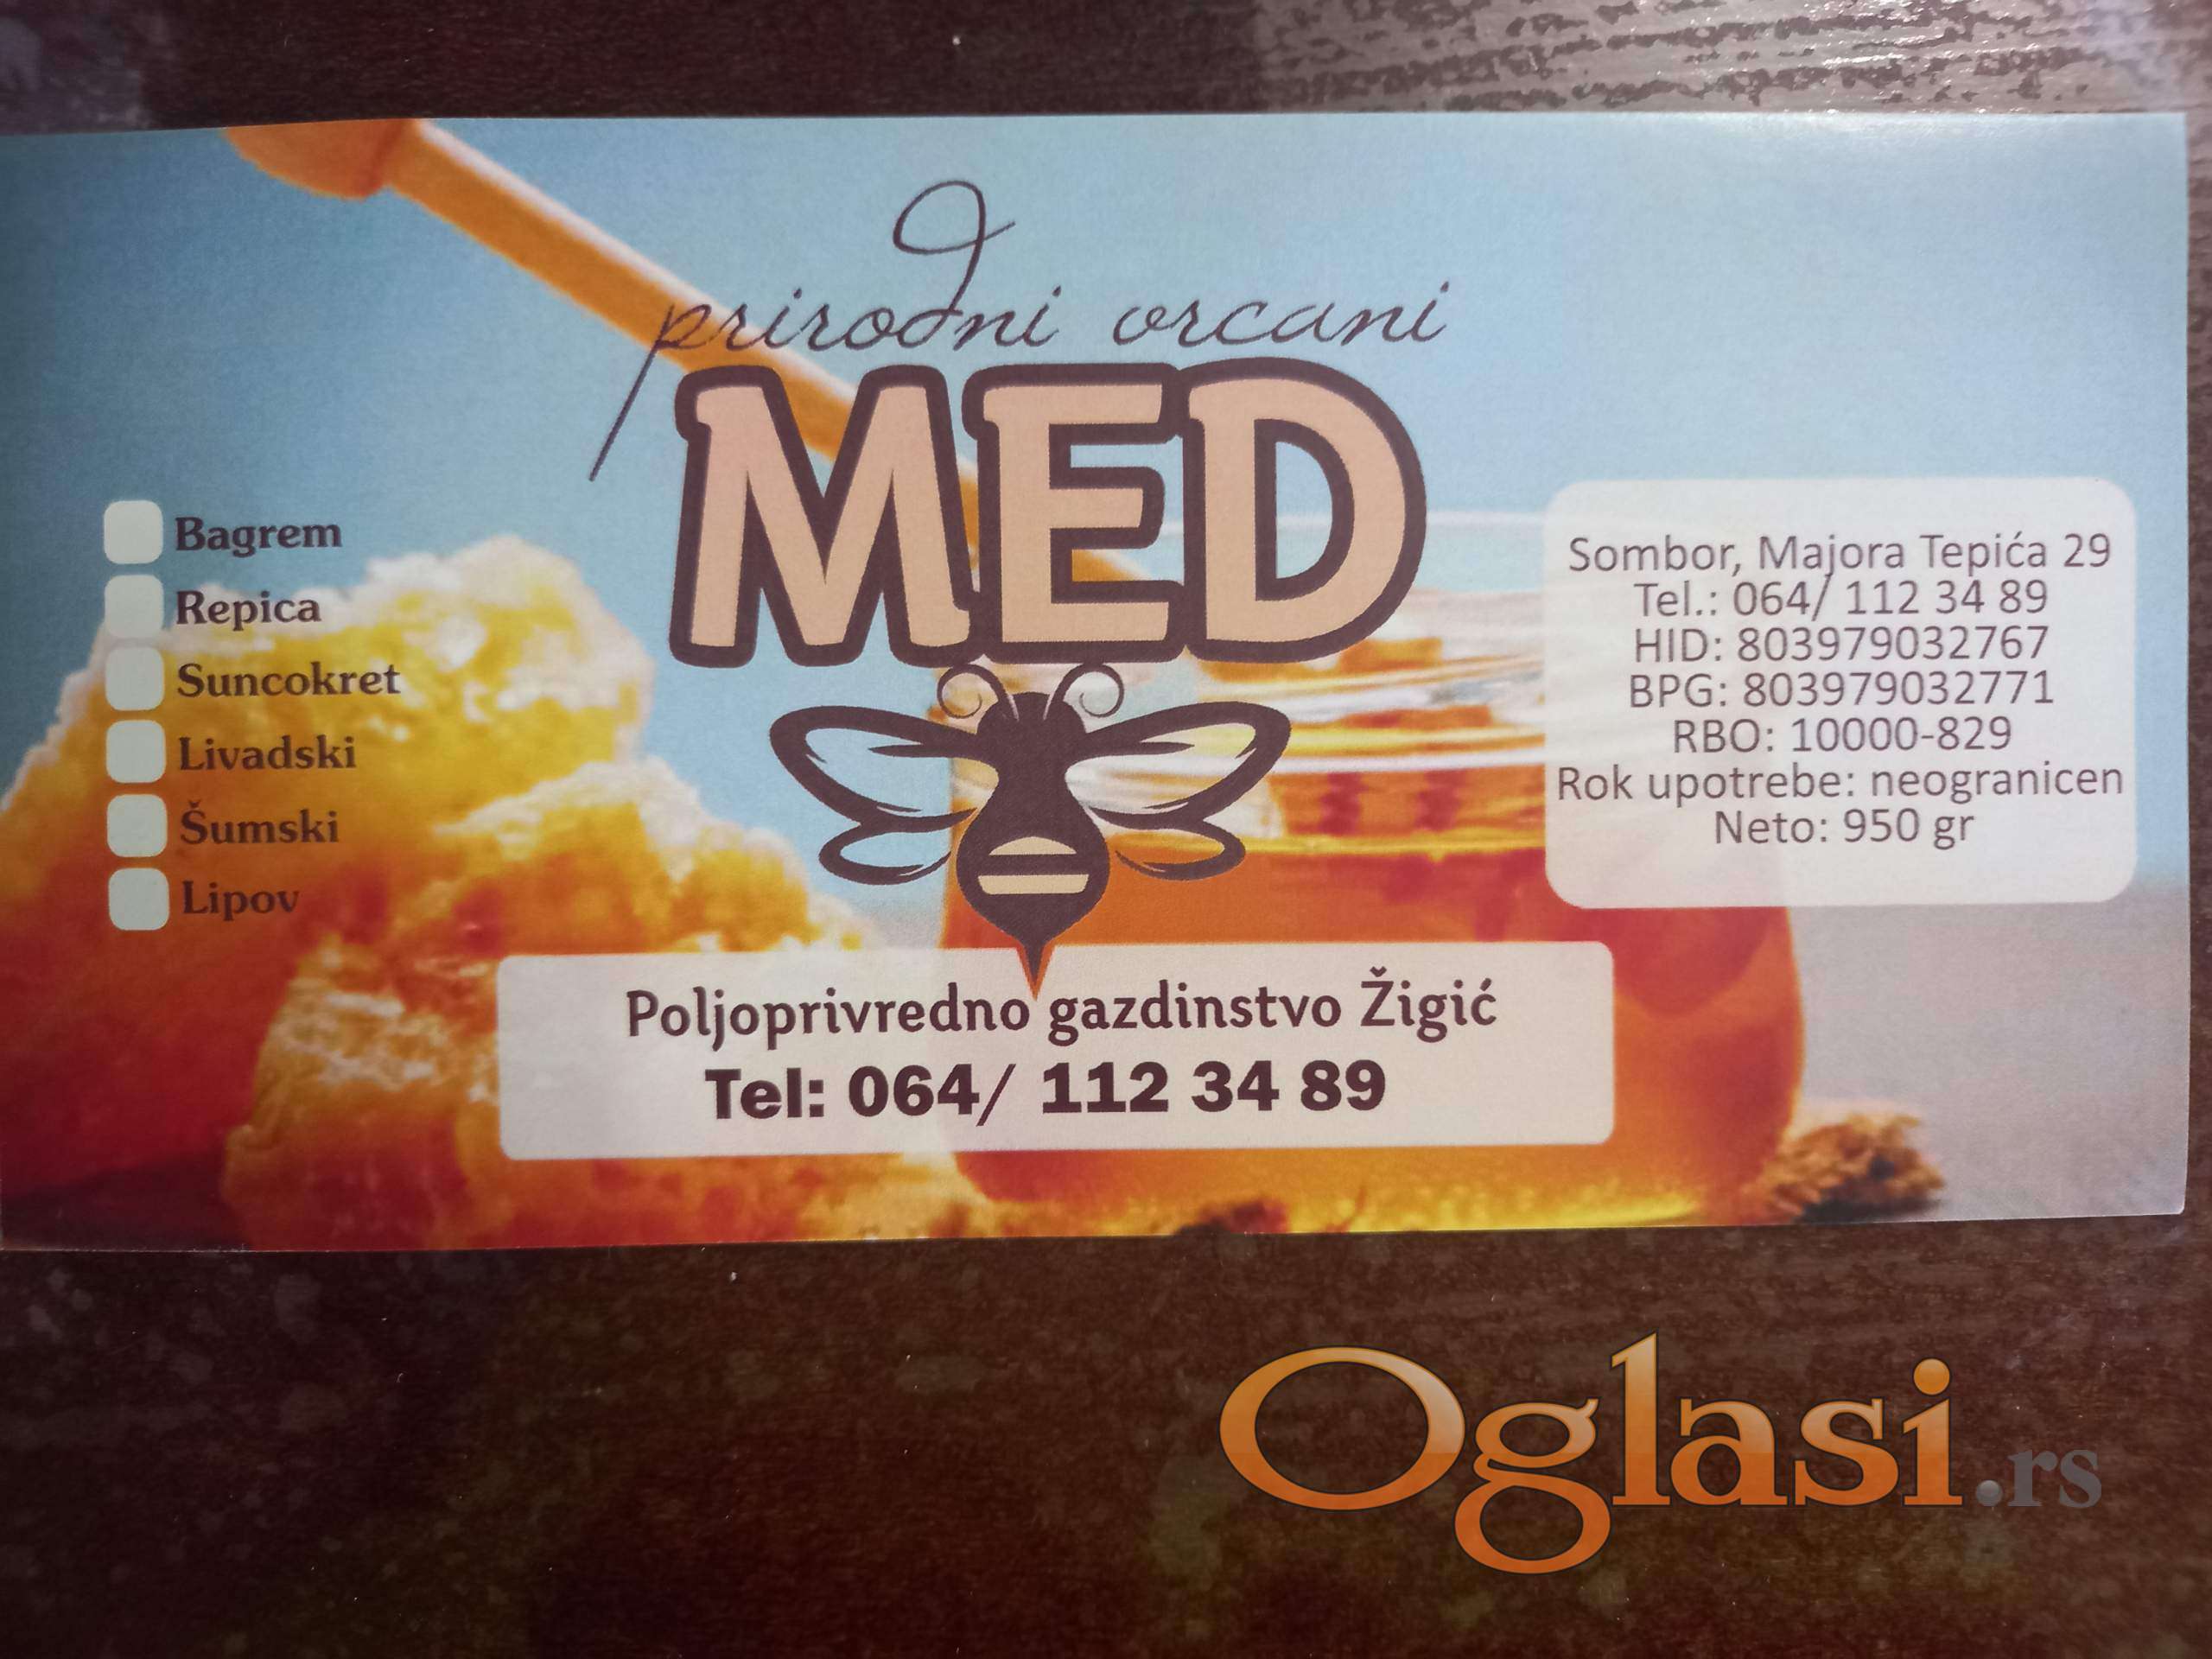 prirodni vrcani
MED
Bagrem
Repica
Suncokret
Livadski
Šumski
Lipov
Sombor, Majora Tepića 29
Tel.: 064/ 112 34 89
HID: 803979032767
BPG: 803979032771
RBO: 10000-829
Rok upotrebe: neogranicen
Neto: 950 gr
Poljoprivredno gazdinstvo Žigić
Tel: 064/ 112 34 89
Oglasi.rs